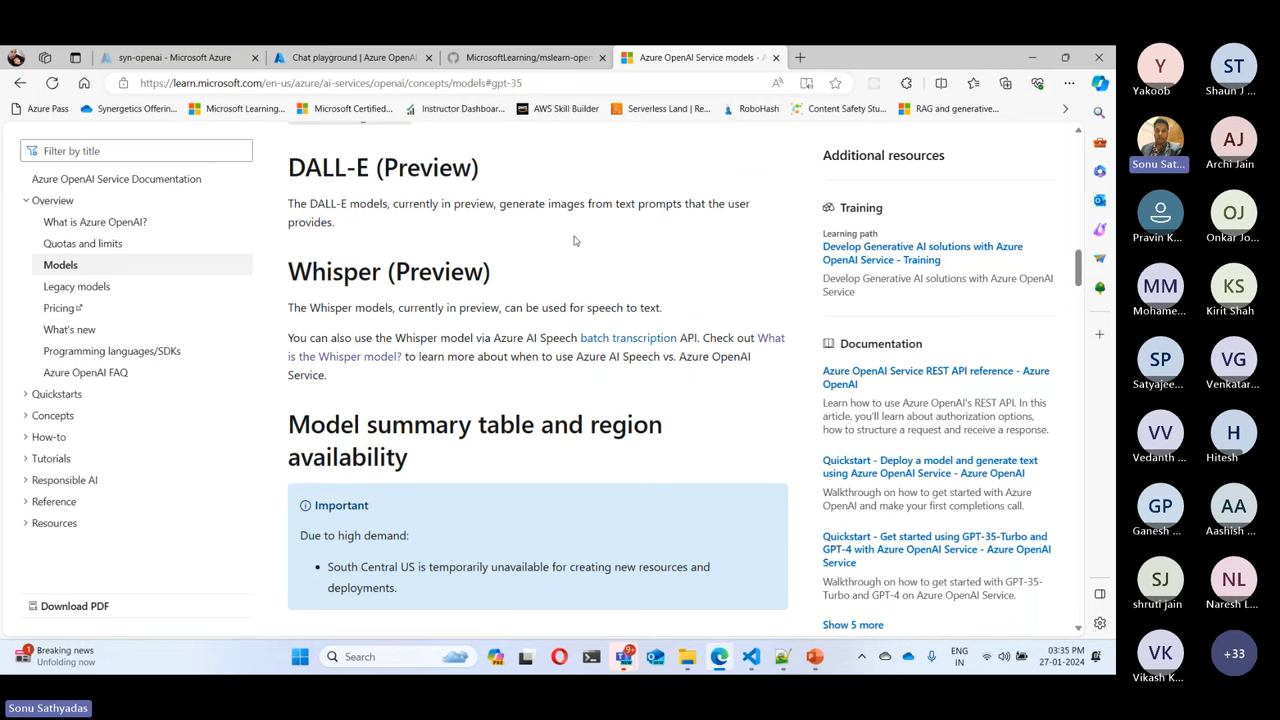 syn-openai - Microsoft Azure
Chat playground | Azure OpenAI
MicrosoftLearning/mslearn-open
Azure OpenAI Service models - A
https://learn.microsoft.com/en-us/azure/ai-services/openai/concepts/models#gpt-35
Azure Pass
Synergetics Offerin...
Microsoft Learning...
Microsoft Certified...
Instructor Dashboar...
AWS Skill Builder
Serverless Land | Re...
RoboHash
Content Safety Stu...
RAG and generative...
Filter by title
Azure OpenAI Service Documentation
Overview
What is Azure OpenAI?
Quotas and limits
Models
Legacy models
Pricing
What's new
Programming languages/SDKs
Azure OpenAI FAQ
Quickstarts
Concepts
How-to
Tutorials
Responsible AI
Reference
Resources
Download PDF
DALL-E (Preview)
The DALL-E models, currently in preview, generate images from text prompts that the user
provides.
Whisper (Preview)
The Whisper models, currently in preview, can be used for speech to text.
You can also use the Whisper model via Azure AI Speech batch transcription API. Check out What
is the Whisper model? to learn more about when to use Azure AI Speech vs. Azure OpenAI
Service.
Model summary table and region
availability
Important
Due to high demand:
• South Central US is temporarily unavailable for creating new resources and
deployments.
Additional resources
Training
Learning path
Develop Generative AI solutions with Azure
OpenAI Service - Training
Develop Generative AI solutions with Azure OpenAI
Service
Documentation
Azure OpenAI Service REST API reference - Azure
OpenAI
Learn how to use Azure OpenAI's REST API. In this
article, you'll learn about authorization options,
how to structure a request and receive a response.
Quickstart - Deploy a model and generate text
using Azure OpenAI Service - Azure OpenAI
Walkthrough on how to get started with Azure
OpenAI and make your first completions call.
Quickstart - Get started using GPT-35-Turbo and
GPT-4 with Azure OpenAI Service - Azure OpenAI
Service
Walkthrough on how to get started with GPT-35-
Turbo and GPT-4 on Azure OpenAI Service.
Show 5 more
1
Breaking news
Unfolding now
Search
PRE
9+
ENG
IN
03:35 PM
27-01-2024
Y
Yakoob
ST
Shaun J ...
Sonu Sat...
AJ
Archi Jain
Pravin K...
OJ
Onkar Jo...
MM
Mohame...
KS
Kirit Shah
SP
Satyajee...
VG
Venkatar...
VV
Vedanth ...
H
Hitesh
GP
Ganesh ...
AA
Aashish ...
SJ
shruti jain
NL
Naresh L...
VK
Vikash K...
+33
Sonu Sathyadas